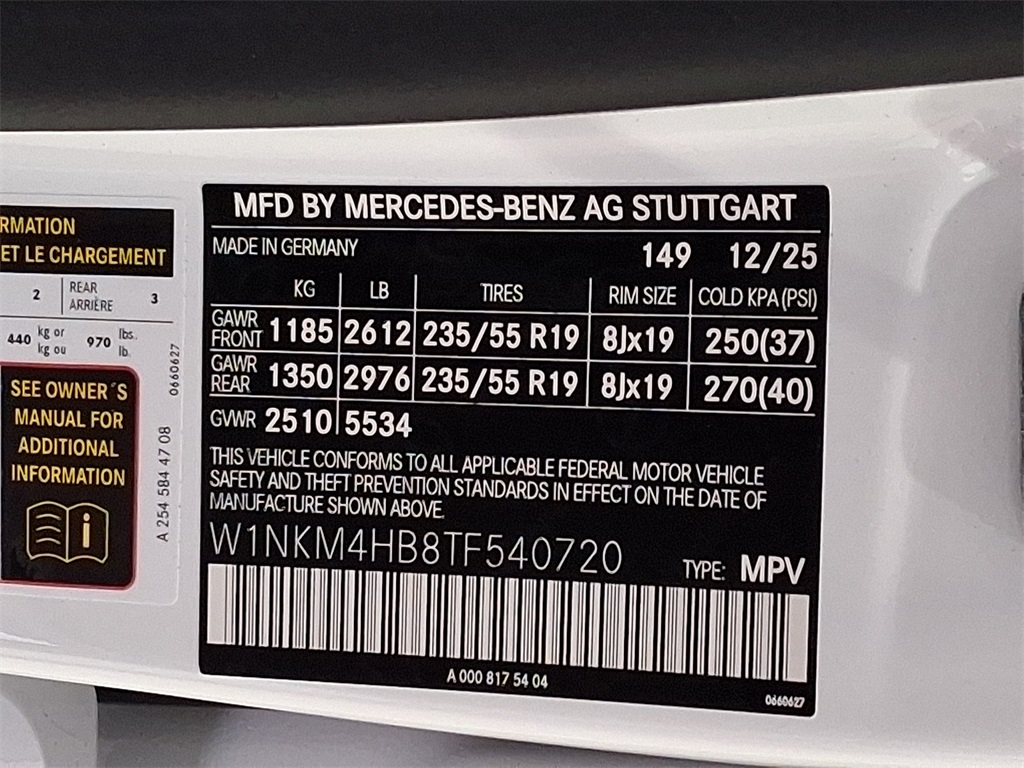 RMATION
ET LE CHARGEMENT
2 REAR ARRIÈRE 3
440 kg or kg ou 970 lbs. lb.
SEE OWNER´S
MANUAL FOR
ADDITIONAL
INFORMATION
i
0660627
A 254 584 47 08
MFD BY MERCEDES-BENZ AG STUTTGART
MADE IN GERMANY 149 12/25
KG LB TIRES RIM SIZE COLD KPA(PSI)
GAWR FRONT 1185 2612 235/55 R19 8Jx19 250(37)
GAWR REAR 1350 2976 235/55 R19 8Jx19 270(40)
GVWR 2510 5534
THIS VEHICLE CONFORMS TO ALL APPLICABLE FEDERAL MOTOR VEHICLE
SAFETY AND THEFT PREVENTION STANDARDS IN EFFECT ON THE DATE OF
MANUFACTURE SHOWN ABOVE.
W1NKM4HB8TF540720 TYPE: MPV
A 000 817 54 04
0660627